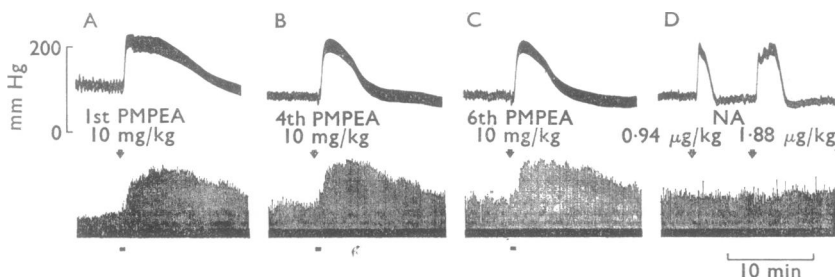 A B C D
200
mm Hg
0
1st PMPEA
10 mg/kg
4th PMPEA
10 mg/kg
6th PMPEA
10 mg/kg
NA
0·94 μg/kg 1·88 μg/kg
10 min